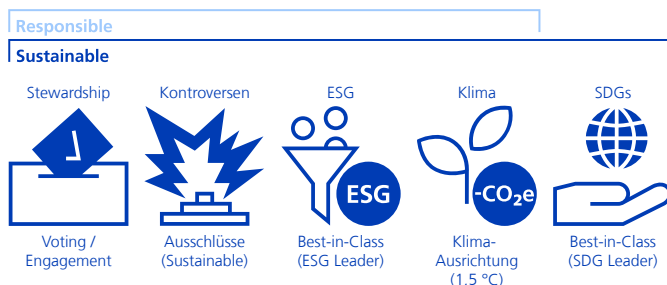 Responsible
Sustainable
Stewardship
Kontroversen
ESG
Klima
SDGs
ESG
-CO₂e
Voting /
Engagement
Ausschlüsse
(Sustainable)
Best-in-Class
(ESG Leader)
Klima-
Ausrichtung
(1,5 °C)
Best-in-Class
(SDG Leader)